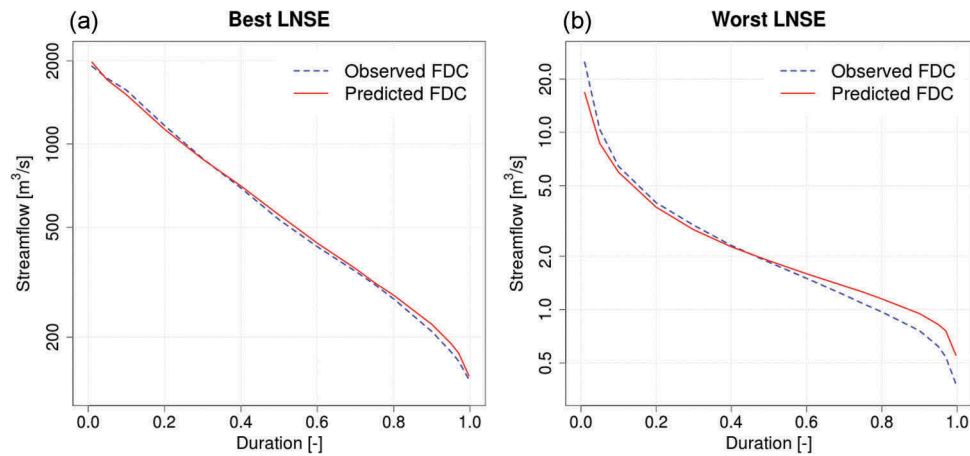 (a)
Best LNSE
Observed FDC
Predicted FDC
Streamflow [m³/s]
2000
1000
500
200
0.0 0.2 0.4 0.6 0.8 1.0
Duration [-]
(b)
Worst LNSE
Observed FDC
Predicted FDC
Streamflow [m³/s]
20.0
10.0
5.0
2.0
1.0
0.5
0.0 0.2 0.4 0.6 0.8 1.0
Duration [-]